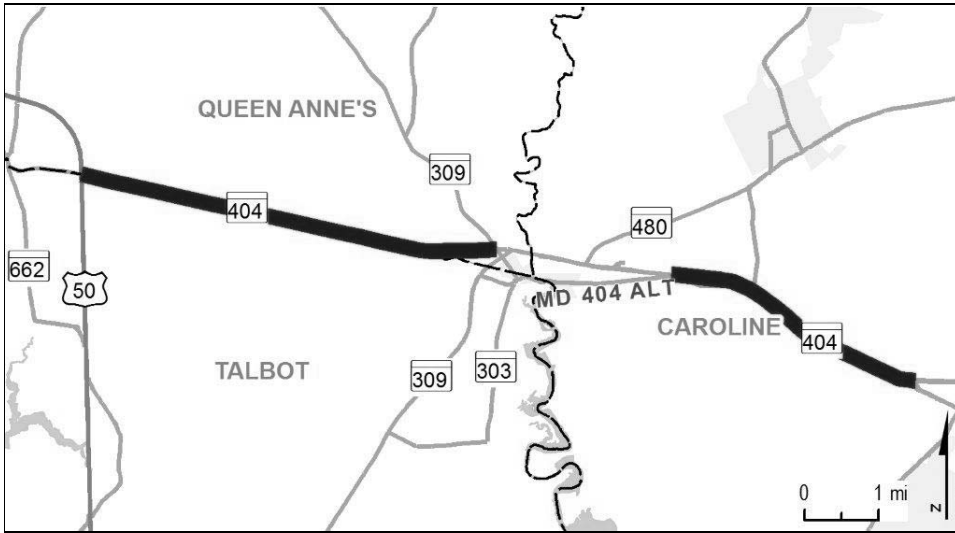 QUEEN ANNE'S
309
404
480
662
50
MD 404 ALT
CAROLINE
404
TALBOT
309
303
0 1 mi
N